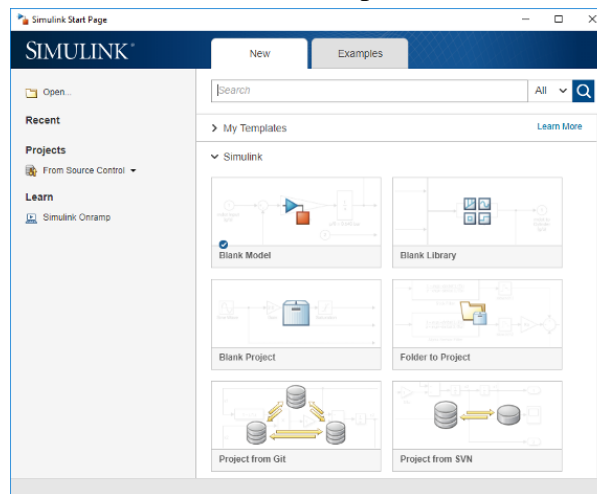 Simulink Start Page
SIMULINK®
New
Examples
Open...
Recent
Projects
From Source Control
Learn
Simulink Onramp
Search
All
My Templates
Learn More
Simulink
Blank Model
Blank Library
Blank Project
Folder to Project
Project from Git
Project from SVN